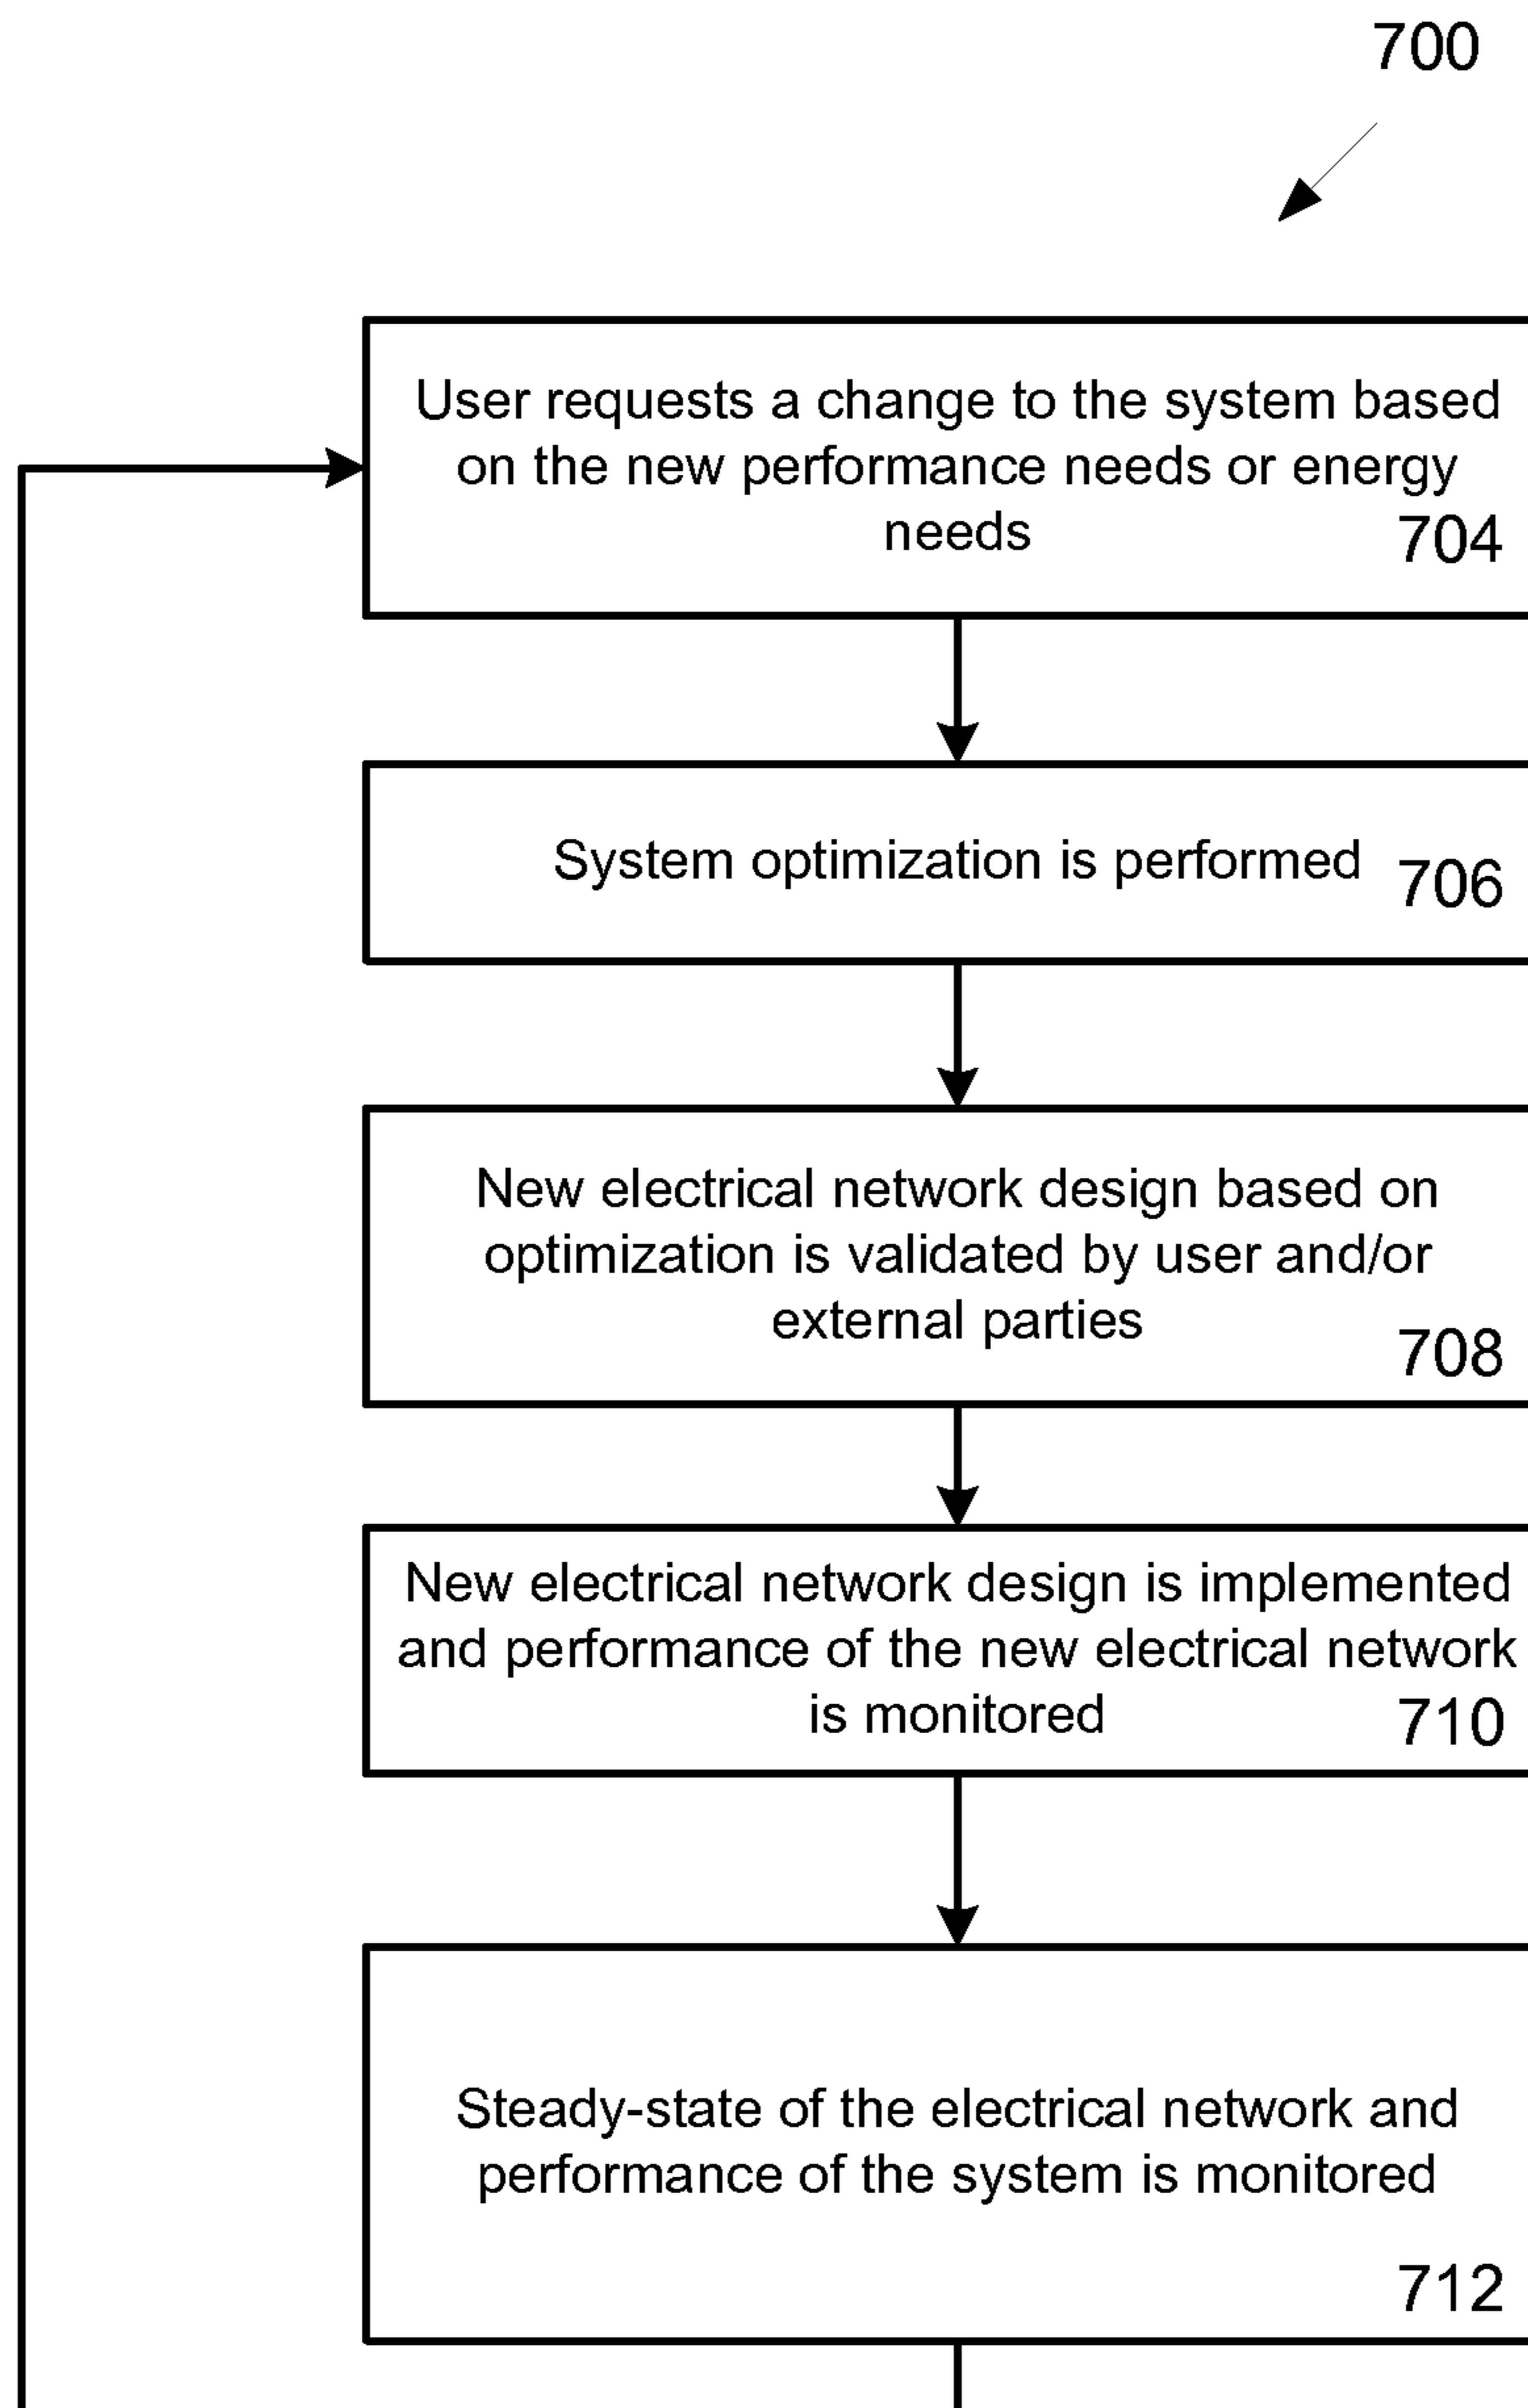 700
User requests a change to the system based
on the new performance needs or energy
needs
704
System optimization is performed
706
New electrical network design based on
optimization is validated by user and/or
external parties
708
New electrical network design is implemented
and performance of the new electrical network
is monitored
710
Steady-state of the electrical network and
performance of the system is monitored
712